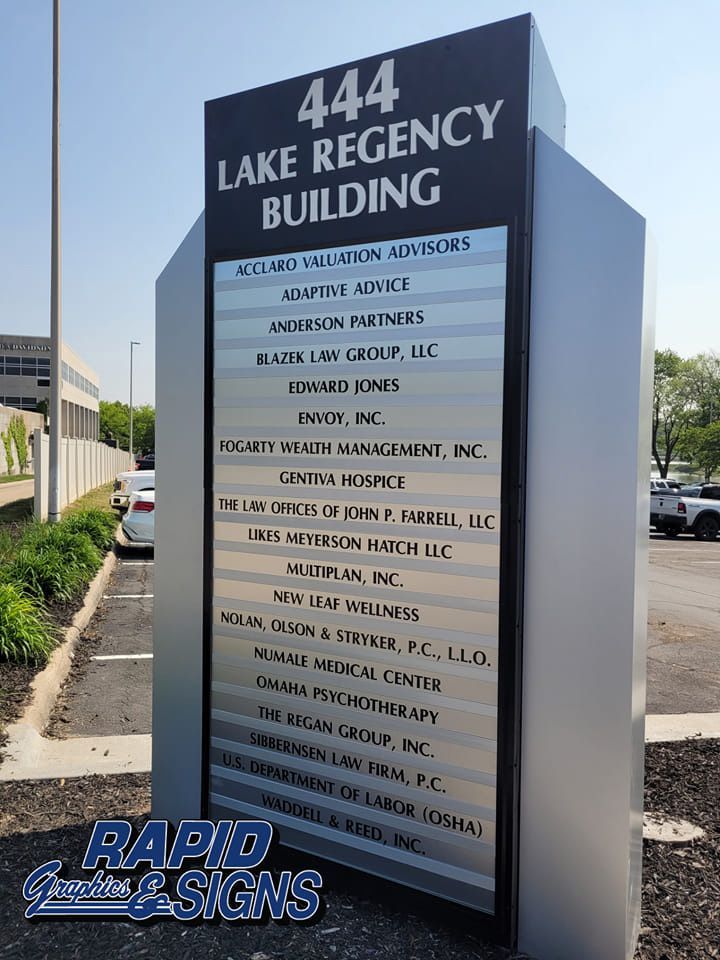 444
LAKE REGENCY
BUILDING
ACCLARO VALUATION ADVISORS
ADAPTIVE ADVICE
ANDERSON PARTNERS
BLAZEK LAW GROUP, LLC
EDWARD JONES
ENVOY, INC.
FOGARTY WEALTH MANAGEMENT, INC.
GENTIVA HOSPICE
THE LAW OFFICES OF JOHN P. FARRELL, LLC
LIKES MEYERSON HATCH LLC
MULTIPLAN, INC.
NEW LEAF WELLNESS
NOLAN, OLSON & STRYKER, P.C., L.L.O.
NUMALE MEDICAL CENTER
OMAHA PSYCHOTHERAPY
THE REGAN GROUP, INC.
SIBBERNSEN LAW FIRM, P.C.
U.S. DEPARTMENT OF LABOR (OSHA)
WADDELL & REED, INC.
RAPID
Graphics & SIGNS